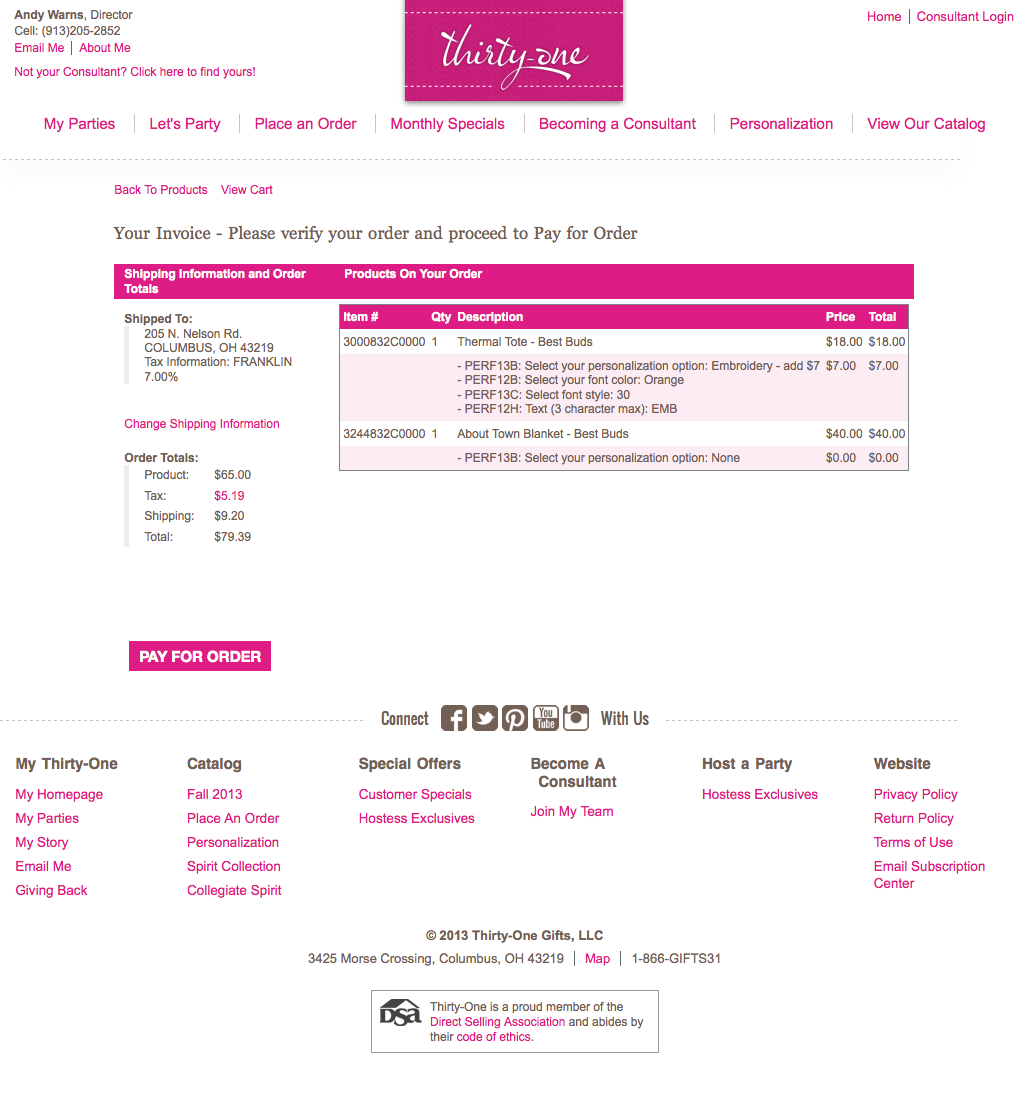 Andy Warns, Director
Cell: (913)205-2852
Email Me | About Me
Not your Consultant? Click here to find yours!
thirty-one
Home | Consultant Login
My Parties | Let's Party | Place an Order | Monthly Specials | Becoming a Consultant | Personalization | View Our Catalog
Back To Products View Cart
Your Invoice - Please verify your order and proceed to Pay for Order
Shipping Information and Order
Totals
Products On Your Order
Shipped To:
205 N. Nelson Rd.
COLUMBUS, OH 43219
Tax Information: FRANKLIN
7.00%
Change Shipping Information
Order Totals:
Product: $65.00
Tax: $5.19
Shipping: $9.20
Total: $79.39
Item # Qty Description Price Total
3000832C0000 1 Thermal Tote - Best Buds $18.00 $18.00
- PERF13B: Select your personalization option: Embroidery - add $7 $7.00 $7.00
- PERF12B: Select your font color: Orange
- PERF13C: Select font style: 30
- PERF12H: Text (3 character max): EMB
3244832C0000 1 About Town Blanket - Best Buds $40.00 $40.00
- PERF13B: Select your personalization option: None $0.00 $0.00
PAY FOR ORDER
Connect You Tube With Us
My Thirty-One
My Homepage
My Parties
My Story
Email Me
Giving Back
Catalog
Fall 2013
Place An Order
Personalization
Spirit Collection
Collegiate Spirit
Special Offers
Customer Specials
Hostess Exclusives
Become A
Consultant
Join My Team
Host a Party
Hostess Exclusives
Website
Privacy Policy
Return Policy
Terms of Use
Email Subscription
Center
© 2013 Thirty-One Gifts, LLC
3425 Morse Crossing, Columbus, OH 43219 | Map | 1-866-GIFTS31
DSA
Thirty-One is a proud member of the
Direct Selling Association and abides by
their code of ethics.